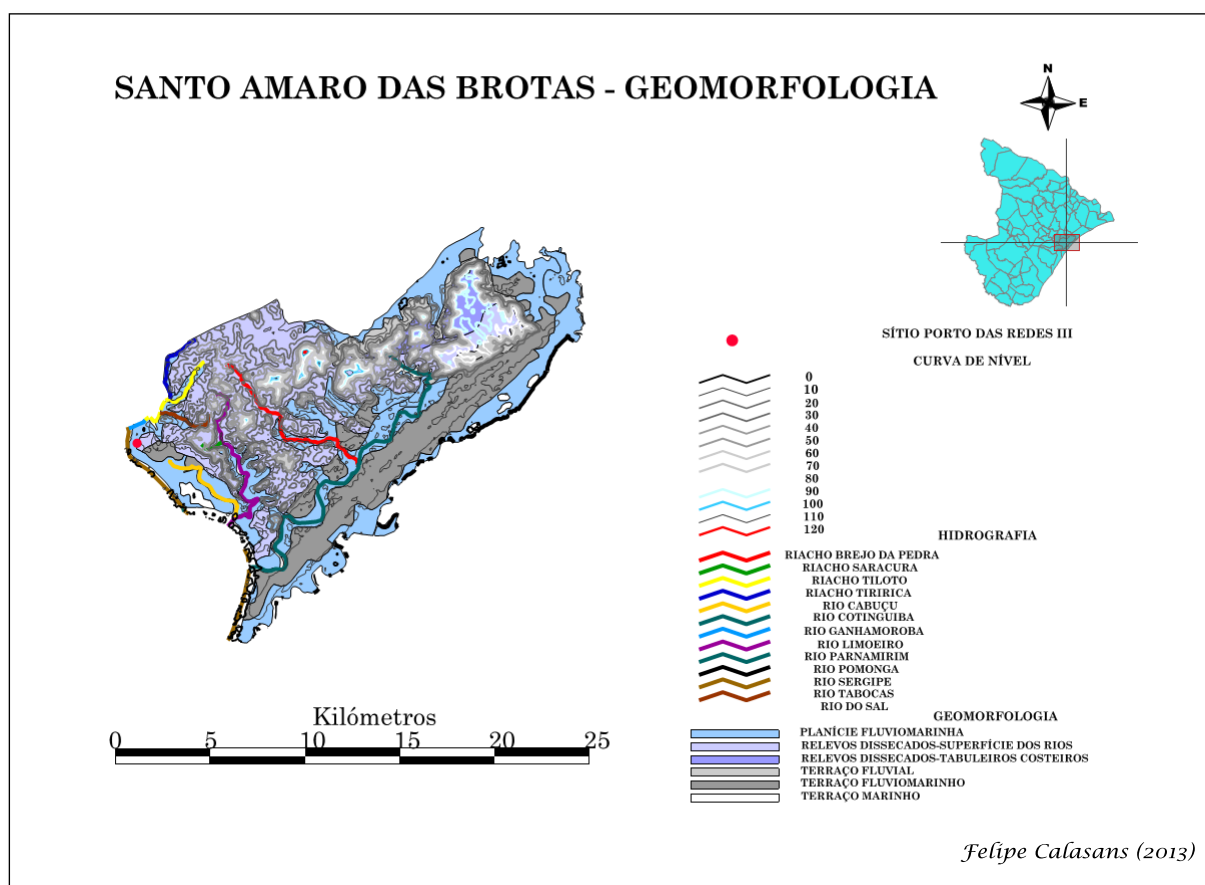 SANTO AMARO DAS BROTAS - GEOMORFOLOGIA
N
E
SÍTIO PORTO DAS REDES III
CURVA DE NÍVEL
0
10
20
30
40
50
60
70
80
90
100
110
120
HIDROGRAFIA
RIACHO BREJO DA PEDRA
RIACHO SARACURA
RIACHO TILOTO
RIACHO TIRIRICA
RIO CABUÇU
RIO COTINGUIBA
RIO GANHAMOROBA
RIO LIMOEIRO
RIO PARNAMIRIM
RIO POMONGA
RIO SERGIPE
RIO TABOCAS
RIO DO SAL
GEOMORFOLOGIA
PLANÍCIE FLUVIOMARINHA
RELEVOS DISSECADOS-SUPERFÍCIE DOS RIOS
RELEVOS DISSECADOS-TABULEIROS COSTEIROS
TERRAÇO FLUVIAL
TERRAÇO FLUVIOMARINHO
TERRAÇO MARINHO
Kilómetros
0 5 10 15 20 25
Felipe Calasans (2013)